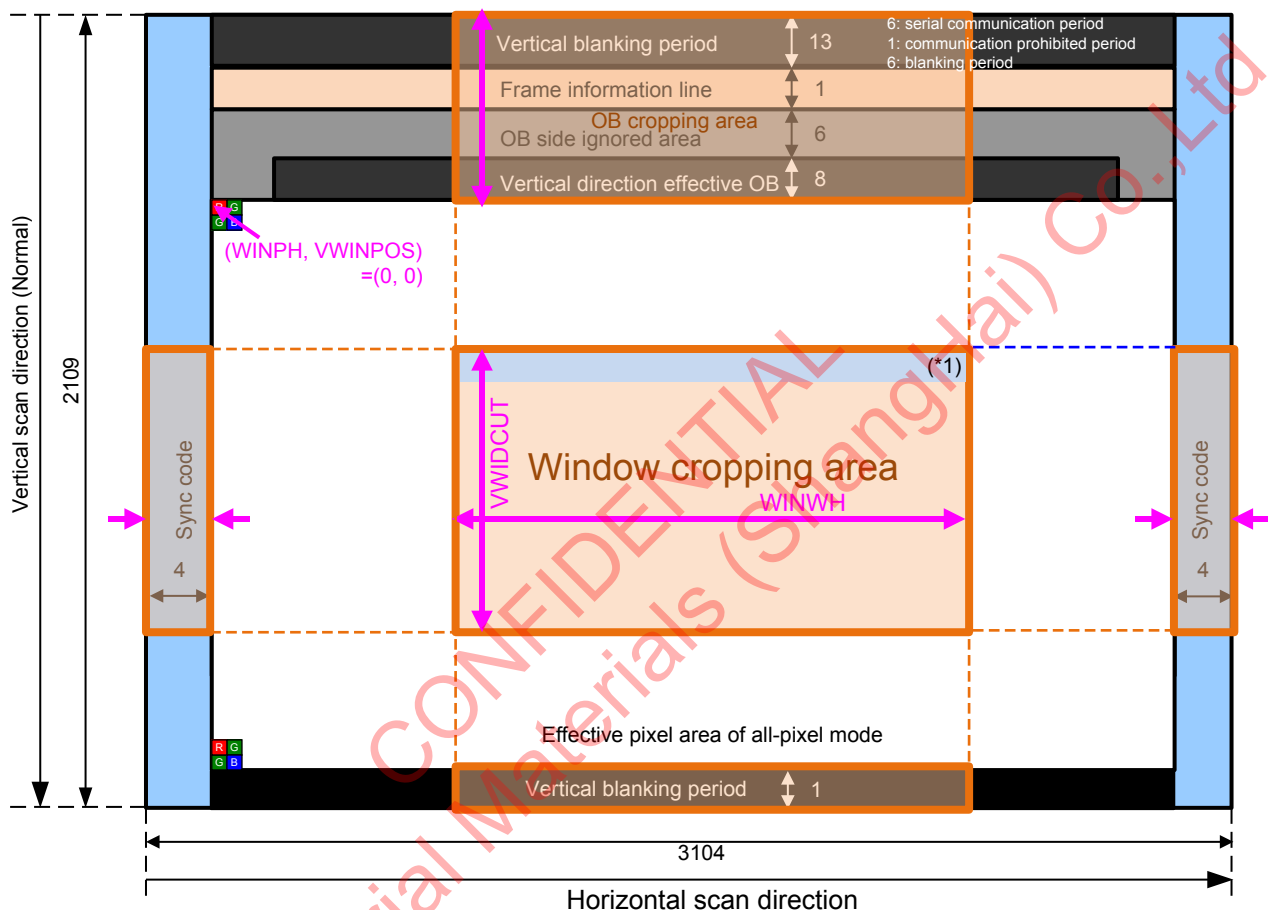 6: serial communication period
Vertical blanking period 13
1: communication prohibited period
6: blanking period
Frame information line 1
OB cropping area
OB side ignored area 6
Vertical direction effective OB 8
R G
G B
(WINPH, VWINPOS)
=(0, 0)
Vertical scan direction (Normal)
2109
(*1)
VWIDCUT
Window cropping area
WINWH
Sync code
4
Sync code
4
Effective pixel area of all-pixel mode
R G
G B
Vertical blanking period 1
3104
Horizontal scan direction
CONFIDENTIAL
ial Materials (ShangHai) Co.,Ltd